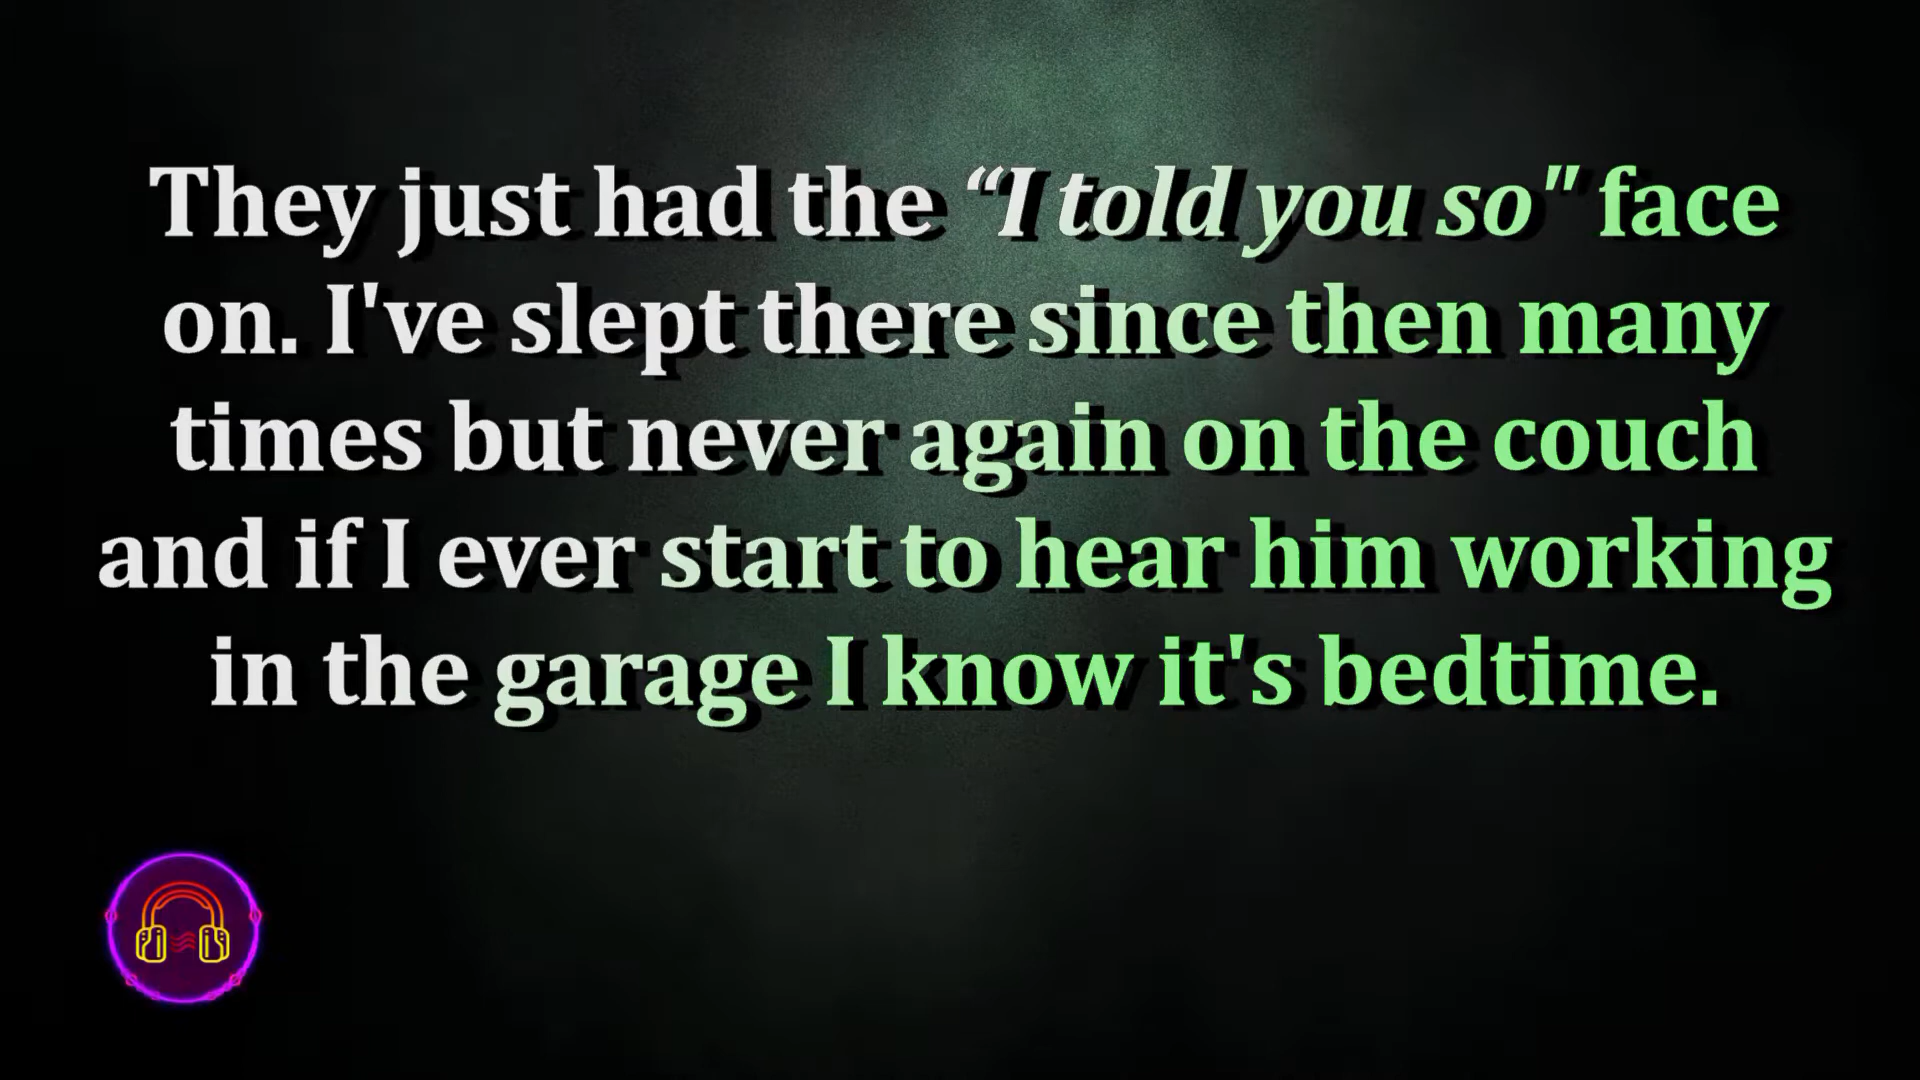 They just had the “I told you so" face
on. I've slept there since then many
times but never again on the couch
and if I ever start to hear him working
in the garage I know it's bedtime.